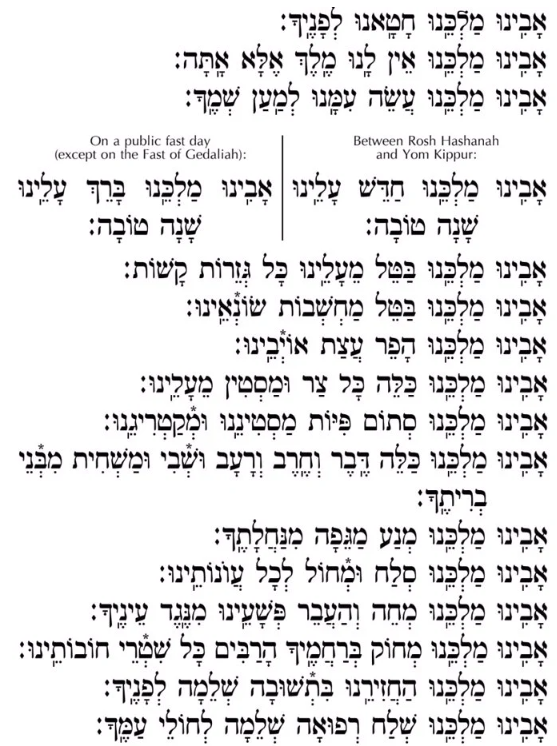 אָבִֽינוּ מַלְכֵּֽנוּ חָטָֽאנוּ לְפָנֶֽיךָ:
אָבִֽינוּ מַלְכֵּֽנוּ אֵין לָֽנוּ מֶֽלֶךְ אֶלָּא אָֽתָּה:
אָבִֽינוּ מַלְכֵּֽנוּ עֲשֵׂה עִמָּֽנוּ לְמַֽעַן שְׁמֶֽךָ:
Between Rosh Hashanah
and Yom Kippur:
אָבִֽינוּ מַלְכֵּֽנוּ חַדֵּשׁ עָלֵֽינוּ
שָׁנָה טוֹבָה:
On a public fast day
(except on the Fast of Gedaliah):
אָבִֽינוּ מַלְכֵּֽנוּ בָּרֵךְ עָלֵֽינוּ
שָׁנָה טוֹבָה:
אָבִֽינוּ מַלְכֵּֽנוּ בַּטֵּל מֵעָלֵֽינוּ כָּל גְּזֵרוֹת קָשׁוֹת:
אָבִֽינוּ מַלְכֵּֽנוּ בַּטֵּל מַחְשְׁבוֹת שׂוֹנְאֵֽינוּ:
אָבִֽינוּ מַלְכֵּֽנוּ הָפֵר עֲצַת אוֹיְבֵֽינוּ:
אָבִֽינוּ מַלְכֵּֽנוּ כַּלֵּה כָּל צַר וּמַסְטִין מֵעָלֵֽינוּ:
אָבִֽינוּ מַלְכֵּֽנוּ סְתוֹם פִּיּוֹת מַסְטִינֵֽנוּ וּמְקַטְרִיגֵֽנוּ:
אָבִֽינוּ מַלְכֵּֽנוּ כַּלֵּה דֶּֽבֶר וְחֶֽרֶב וְרָעָב וּשְׁבִי וּמַשְׁחִית מִבְּנֵי
בְרִיתֶֽךָ:
אָבִֽינוּ מַלְכֵּֽנוּ מְנַע מַגֵּפָה מִנַּחֲלָתֶֽךָ:
אָבִֽינוּ מַלְכֵּֽנוּ סְלַח וּמְחוֹל לְכָל עֲוֹנוֹתֵֽינוּ:
אָבִֽינוּ מַלְכֵּֽנוּ מְחֵה וְהַעֲבֵר פְּשָׁעֵֽינוּ מִנֶּֽגֶד עֵינֶֽיךָ:
אָבִֽינוּ מַלְכֵּֽנוּ מְחוֹק בְּרַחֲמֶֽיךָ הָרַבִּים כָּל שִׁטְרֵי חוֹבוֹתֵֽינוּ:
אָבִֽינוּ מַלְכֵּֽנוּ הַחֲזִירֵֽנוּ בִּתְשׁוּבָה שְׁלֵמָה לְפָנֶֽיךָ:
אָבִֽינוּ מַלְכֵּֽנוּ שְׁלַח רְפוּאָה שְׁלֵמָה לְחוֹלֵי עַמֶּֽךָ: